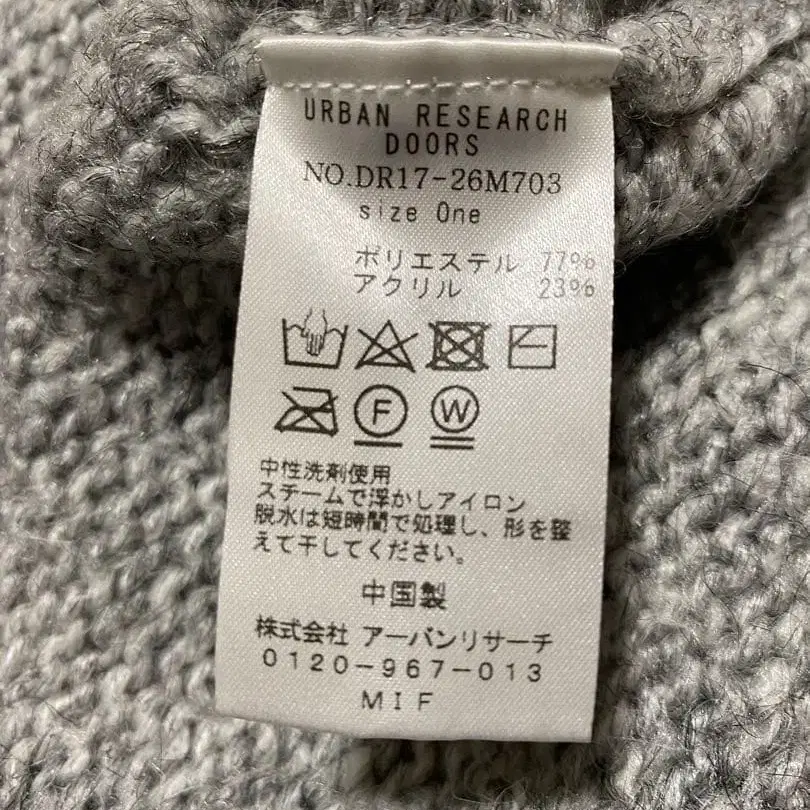 URBAN RESEARCH
DOORS
NO.DR17-26M703
size One
ポリエステル 77%
アクリル 23%
F W
中性洗剤使用
スチームで浮かしアイロン
脱水は短時間で処理し、形を整
えて干してください。
中国製
株式会社 アーバンリサーチ
0120-967-013
MIF